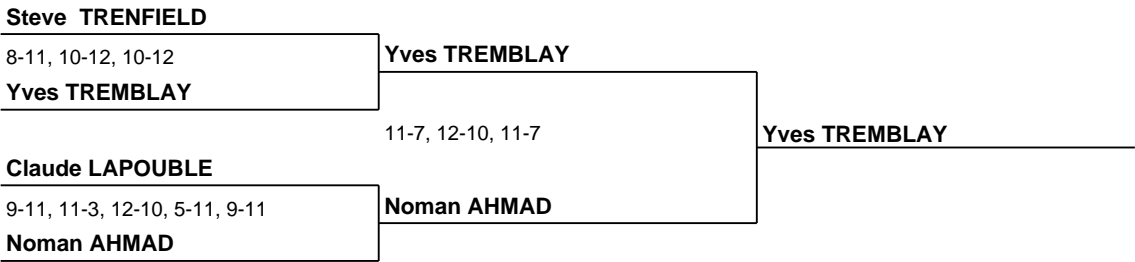 Steve  TRENFIELD
8-11, 10-12, 10-12
Yves TREMBLAY
Yves TREMBLAY
11-7, 12-10, 11-7
Yves TREMBLAY
Claude LAPOUBLE
9-11, 11-3, 12-10, 5-11, 9-11
Noman AHMAD
Noman AHMAD